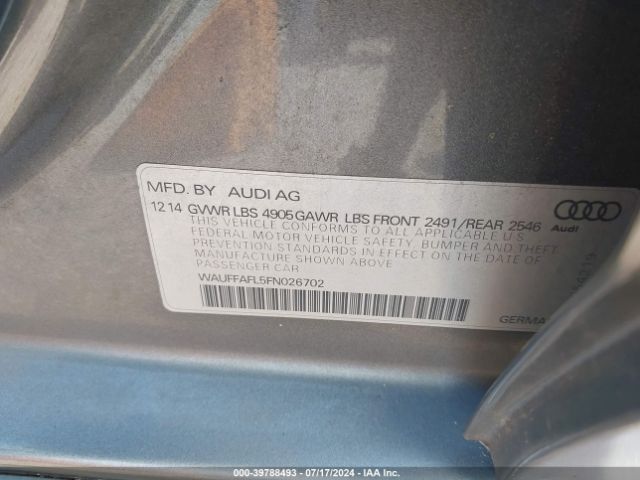 MFD. BY AUDI AG
12 14 GVWR LBS 4905 GAWR LBS FRONT 2491/REAR 2546
Audi
THIS VEHICLE CONFORMS TO ALL APPLICABLE U.S
FEDERAL MOTOR VEHICLE SAFETY, BUMPER AND THEFT
PREVENTION STANDARDS IN EFFECT ON THE DATE OF
MANUFACTURE SHOWN ABOVE
PASSENGER CAR
WAUFFAFL5FN026702
GERMA
000-39788493 - 07/17/2024 - IAA Inc.